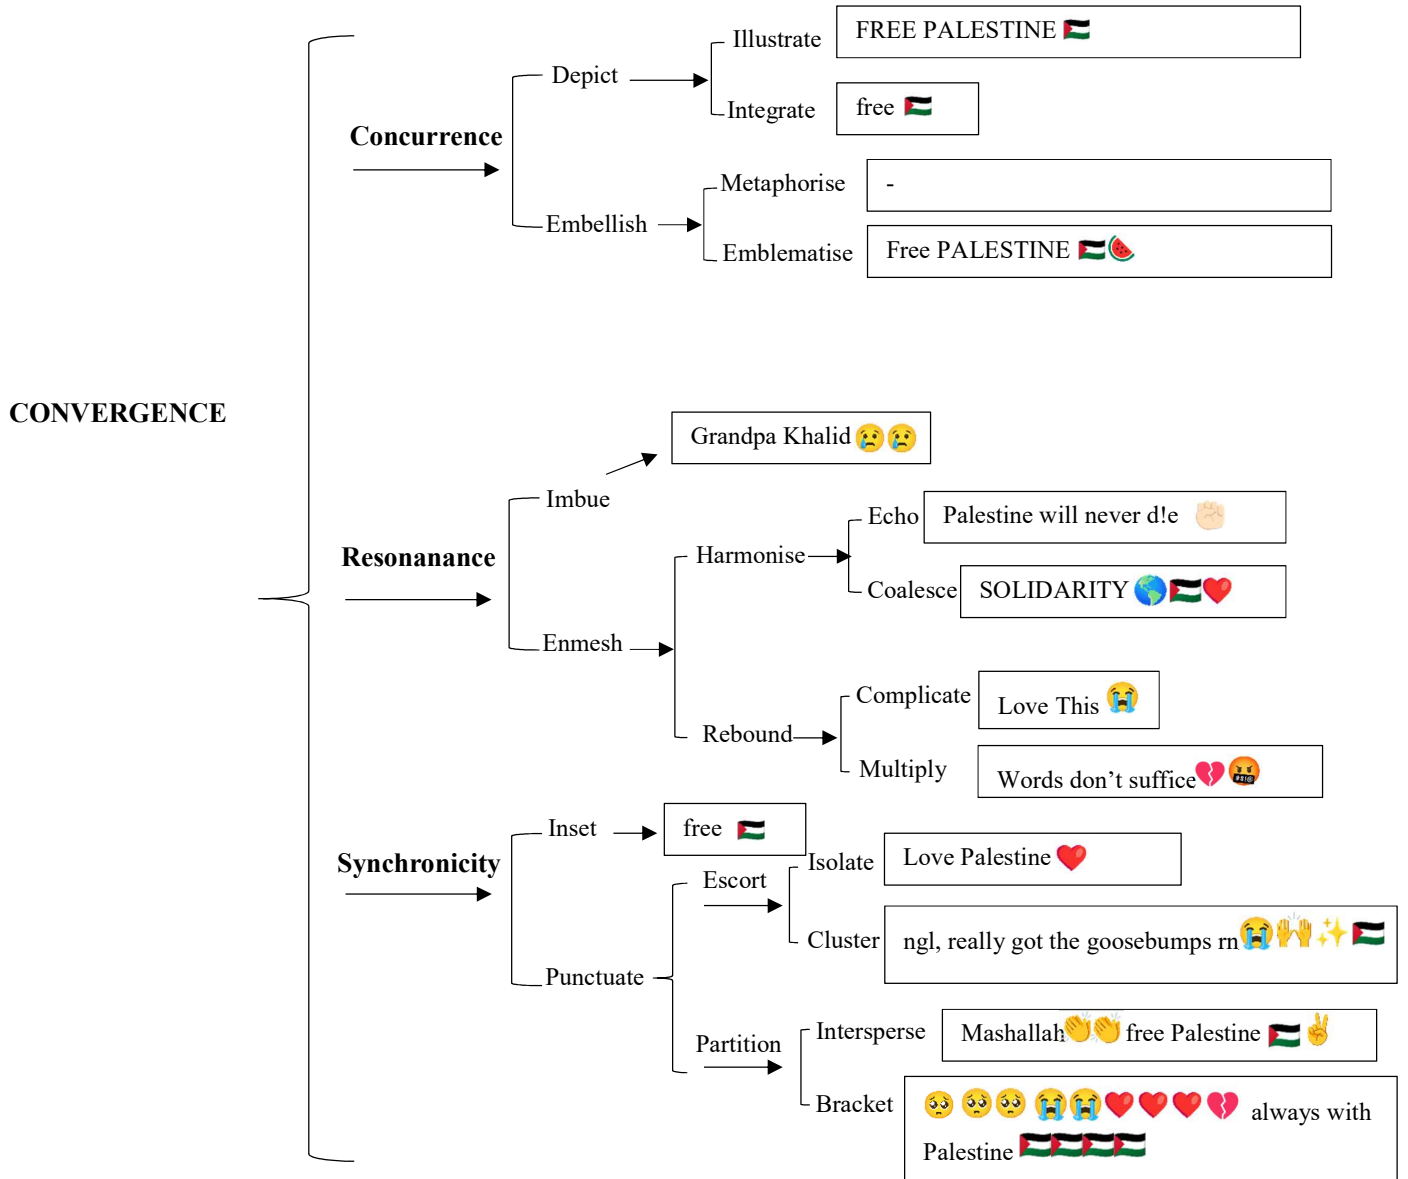 Illustrate FREE PALESTINE 🇵🇸
Depict
Integrate free 🇵🇸
Concurrence
Metaphorise -
Embellish
Emblematise Free PALESTINE 🇵🇸🍉
CONVERGENCE
Grandpa Khalid 😢😢
Imbue
Echo Palestine will never d!e ✊🏻
Resonanance
Harmonise
Coalesce SOLIDARITY 🌎🇵🇸❤️
Enmesh
Complicate Love This 😭
Rebound
Multiply Words don’t suffice💔🤬
Inset free 🇵🇸
Synchronicity
Isolate Love Palestine ❤️
Escort
Cluster ngl, really got the goosebumps rn😭🙌✨🇵🇸
Punctuate
Intersperse Mashallah👏👏 free Palestine 🇵🇸✌️
Partition
Bracket 🥺🥺🥺😭😭❤️❤️❤️💔 always with
Palestine 🇵🇸🇵🇸🇵🇸🇵🇸